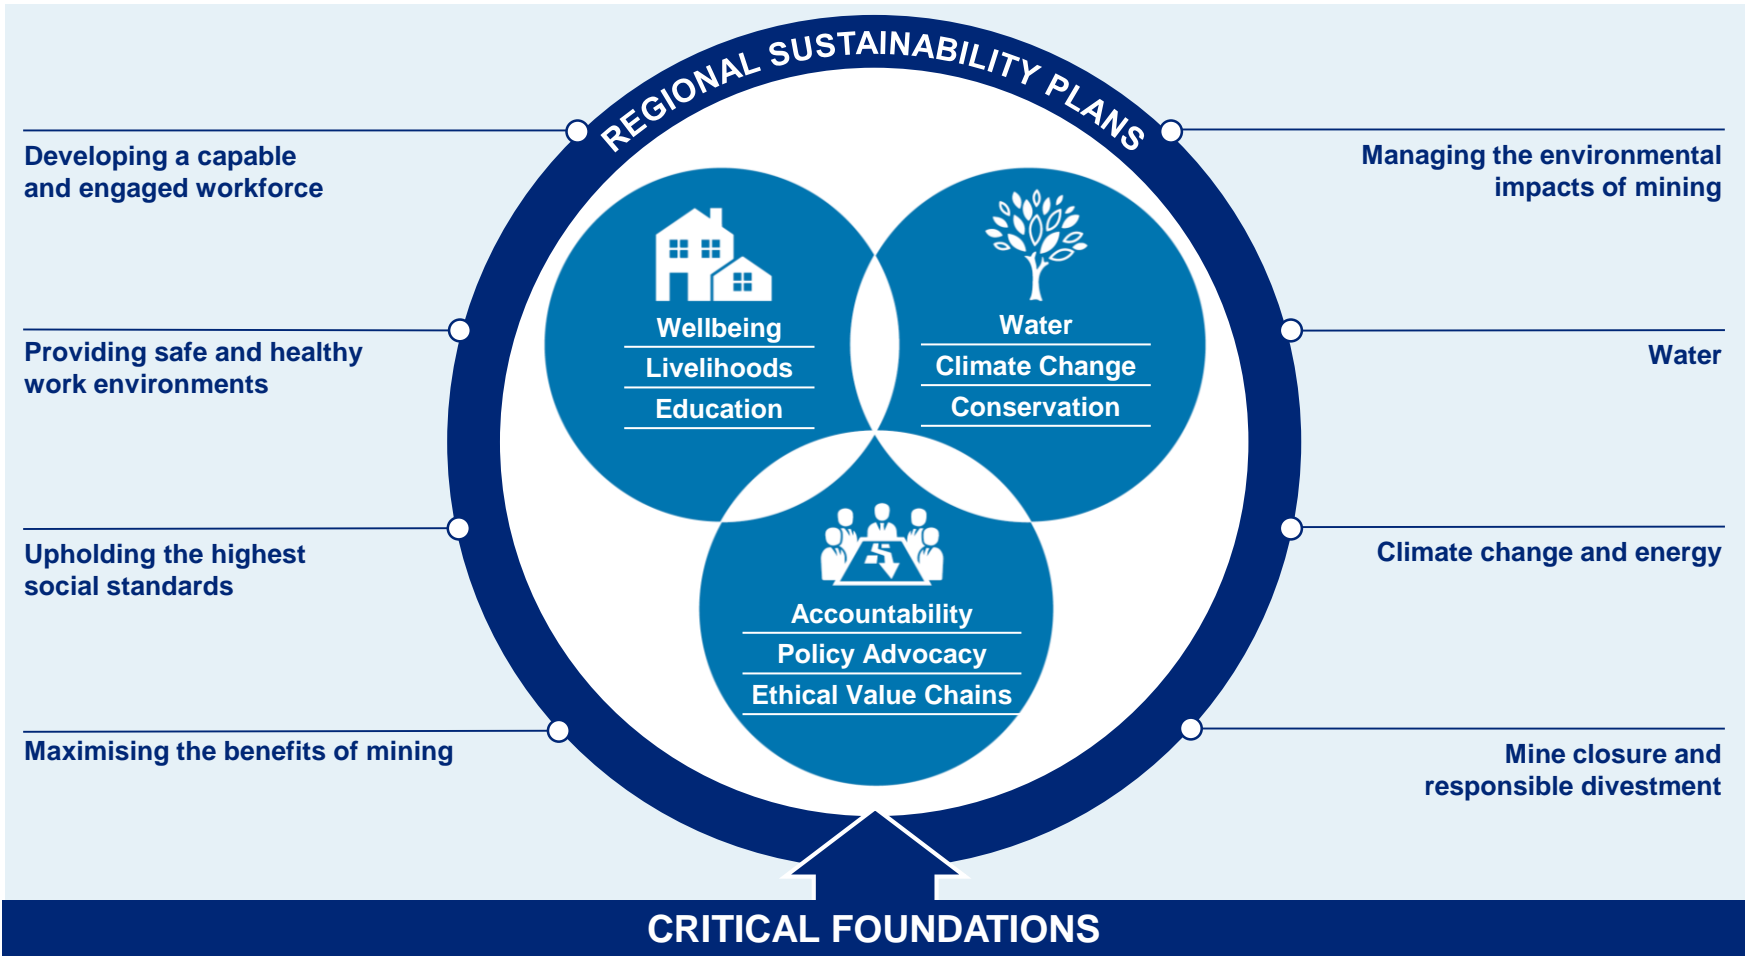 REGIONAL SUSTAINABILITY PLANS
Developing a capable
and engaged workforce
Providing safe and healthy
work environments
Upholding the highest
social standards
Maximising the benefits of mining
Wellbeing
Livelihoods
Education
Water
Climate Change
Conservation
Accountability
Policy Advocacy
Ethical Value Chains
Managing the environmental
impacts of mining
Water
Climate change and energy
Mine closure and
responsible divestment
CRITICAL FOUNDATIONS